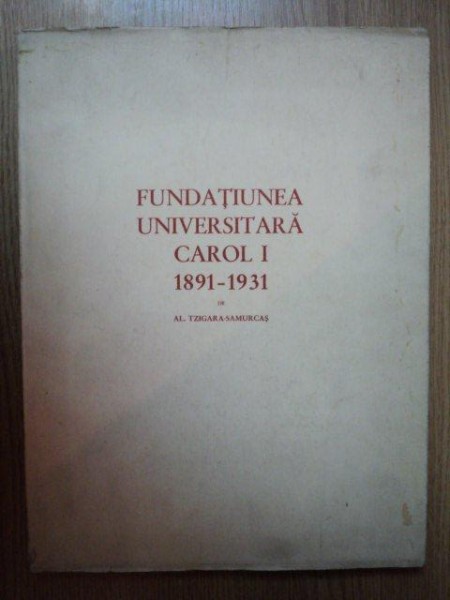 FUNDAȚIUNEA
UNIVERSITARĂ
CAROL I
1891-1931
DE
AL. TZIGARA-SAMURCAȘ